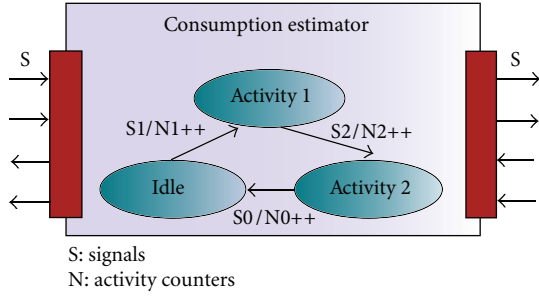 Consumption estimator
S
S
Activity 1
S1/N1++
S2/N2++
Idle
Activity 2
S0/N0++
S: signals
N: activity counters